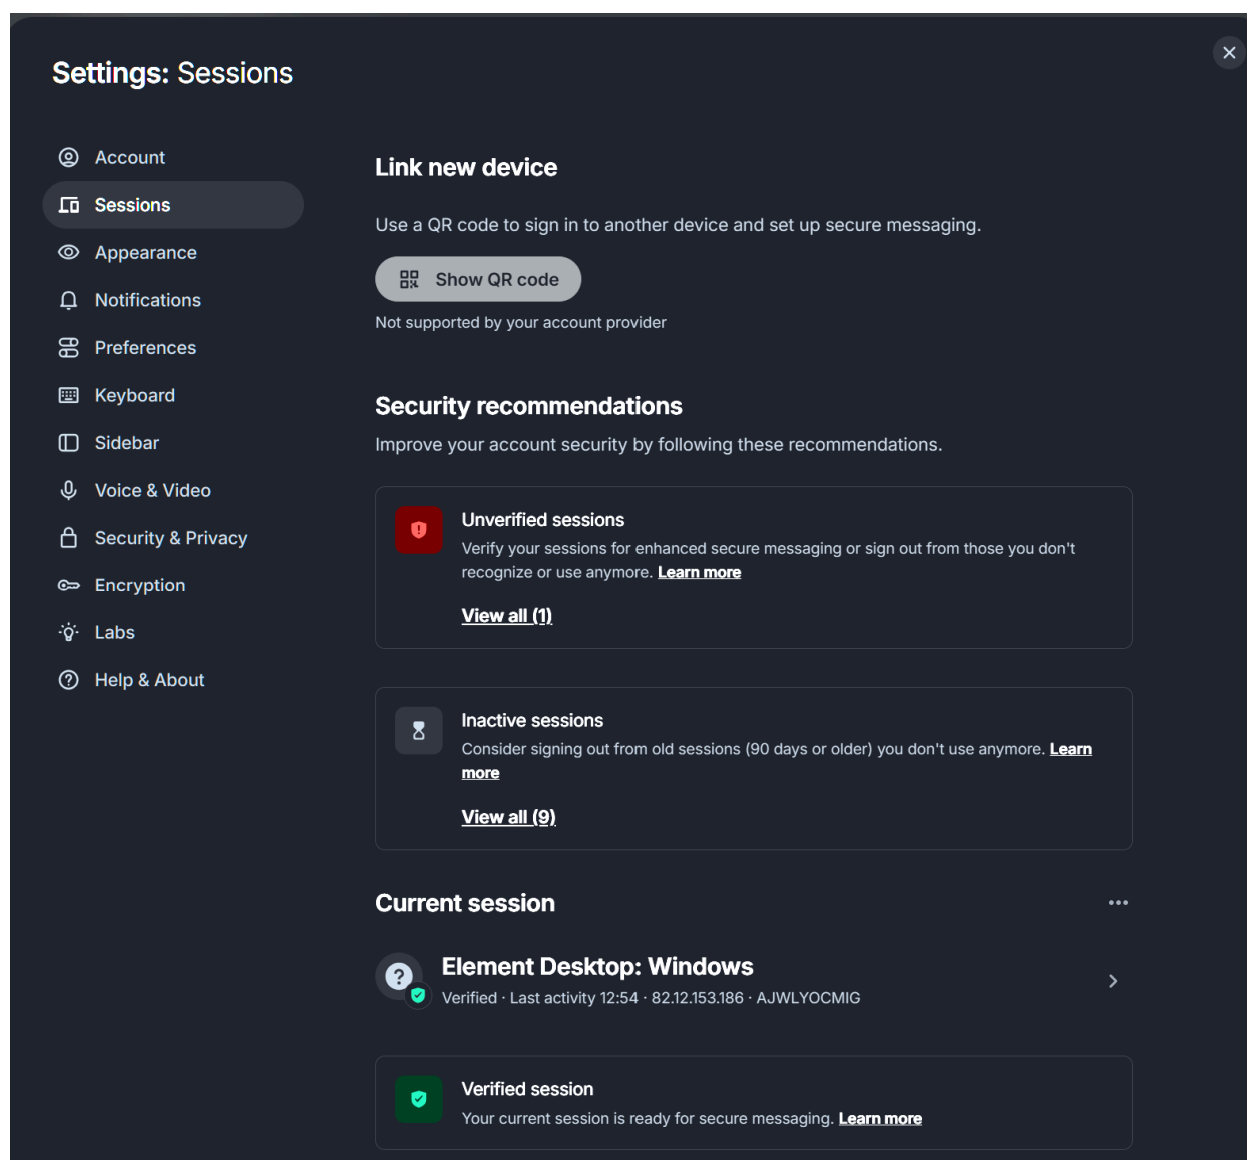 Settings: Sessions
Account
Sessions
Appearance
Notifications
Preferences
Keyboard
Sidebar
Voice & Video
Security & Privacy
Encryption
Labs
Help & About
Link new device
Use a QR code to sign in to another device and set up secure messaging.
Show QR code
Not supported by your account provider
Security recommendations
Improve your account security by following these recommendations.
Unverified sessions
Verify your sessions for enhanced secure messaging or sign out from those you don't
recognize or use anymore. Learn more
View all (1)
Inactive sessions
Consider signing out from old sessions (90 days or older) you don't use anymore. Learn
more
View all (9)
Current session
Element Desktop: Windows
Verified · Last activity 12:54 · 82.12.153.186 · AJWLYOCMIG
Verified session
Your current session is ready for secure messaging. Learn more